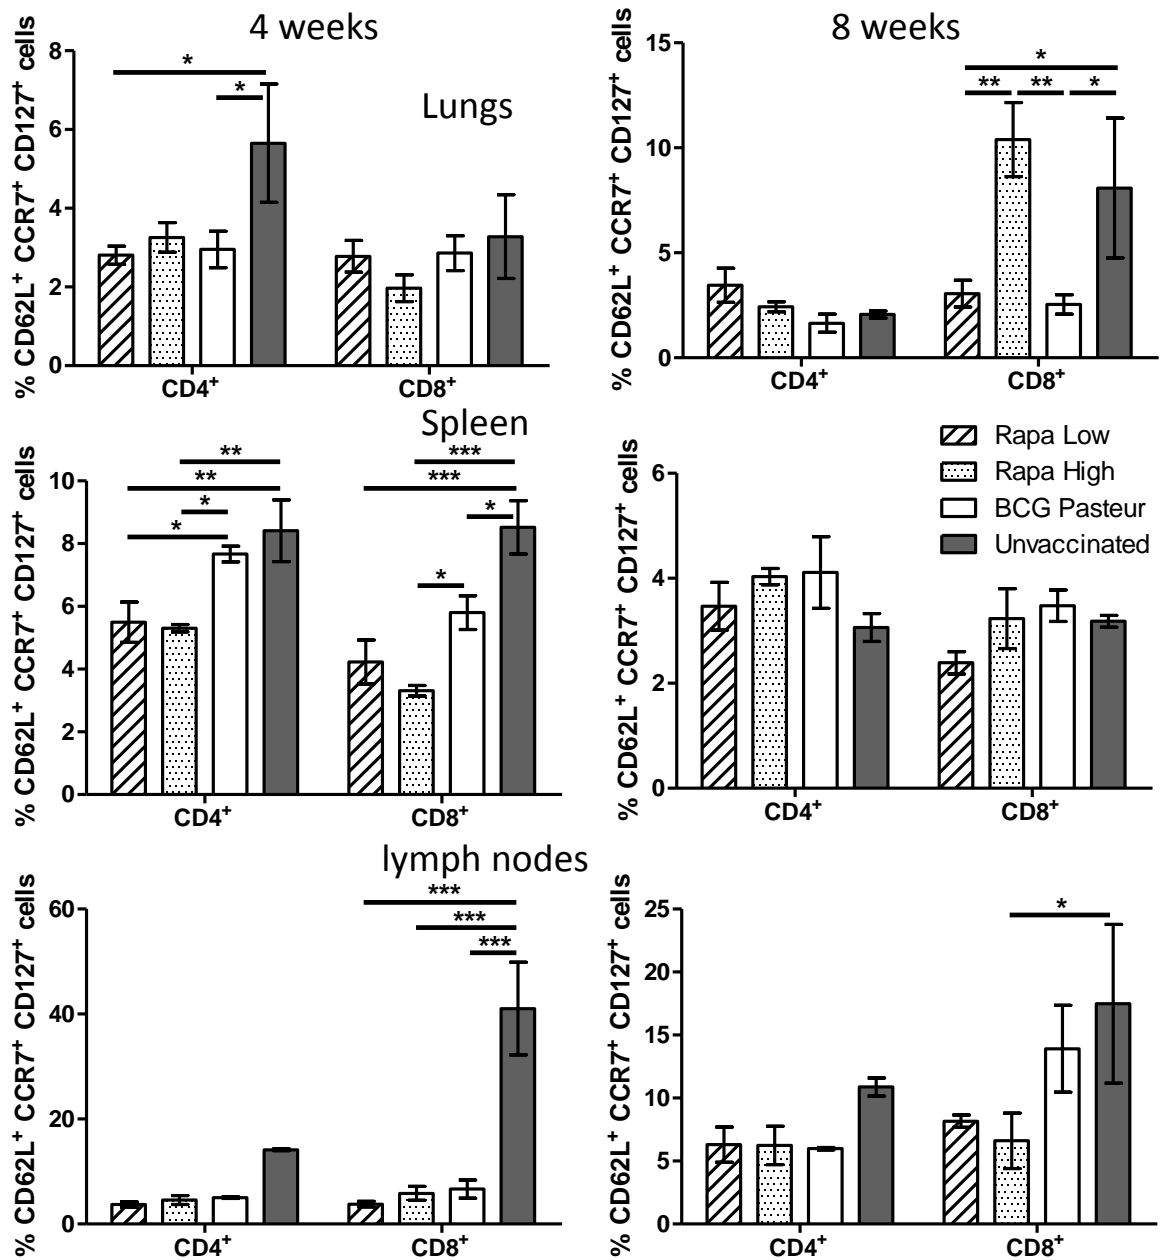 4 weeks
8 weeks
% CD62L⁺ CCR7⁺ CD127⁺ cells
8
6
4
2
0
*
*
Lungs
CD4⁺
CD8⁺
% CD62L⁺ CCR7⁺ CD127⁺ cells
15
10
5
0
*
** ** *
CD4⁺
CD8⁺
Spleen
% CD62L⁺ CCR7⁺ CD127⁺ cells
10
8
6
4
2
0
**
**
*
*
***
***
*
*
CD4⁺
CD8⁺
% CD62L⁺ CCR7⁺ CD127⁺ cells
6
4
2
0
Rapa Low
Rapa High
BCG Pasteur
Unvaccinated
CD4⁺
CD8⁺
lymph nodes
% CD62L⁺ CCR7⁺ CD127⁺ cells
60
40
20
0
***
***
***
CD4⁺
CD8⁺
% CD62L⁺ CCR7⁺ CD127⁺ cells
25
20
15
10
5
0
*
CD4⁺
CD8⁺